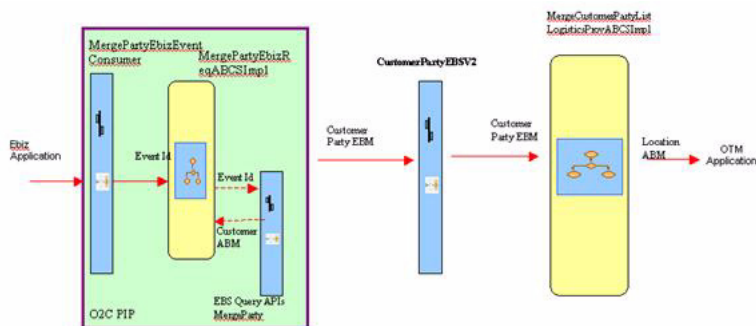 MergePartyEbizEvent
Consumer
MergePartyEbizR
eqABCSImpl
MergeCustomerPartyList
LogisticsProvABCSImpl
CustomerPartyEBSV2
Ebiz
Application
Event Id
Event Id
Customer
ABM
EBS Query APIs
MergeParty
O2C PIP
Customer
Party EBM
Customer
Party EBM
Location
ABM
OTM
Application